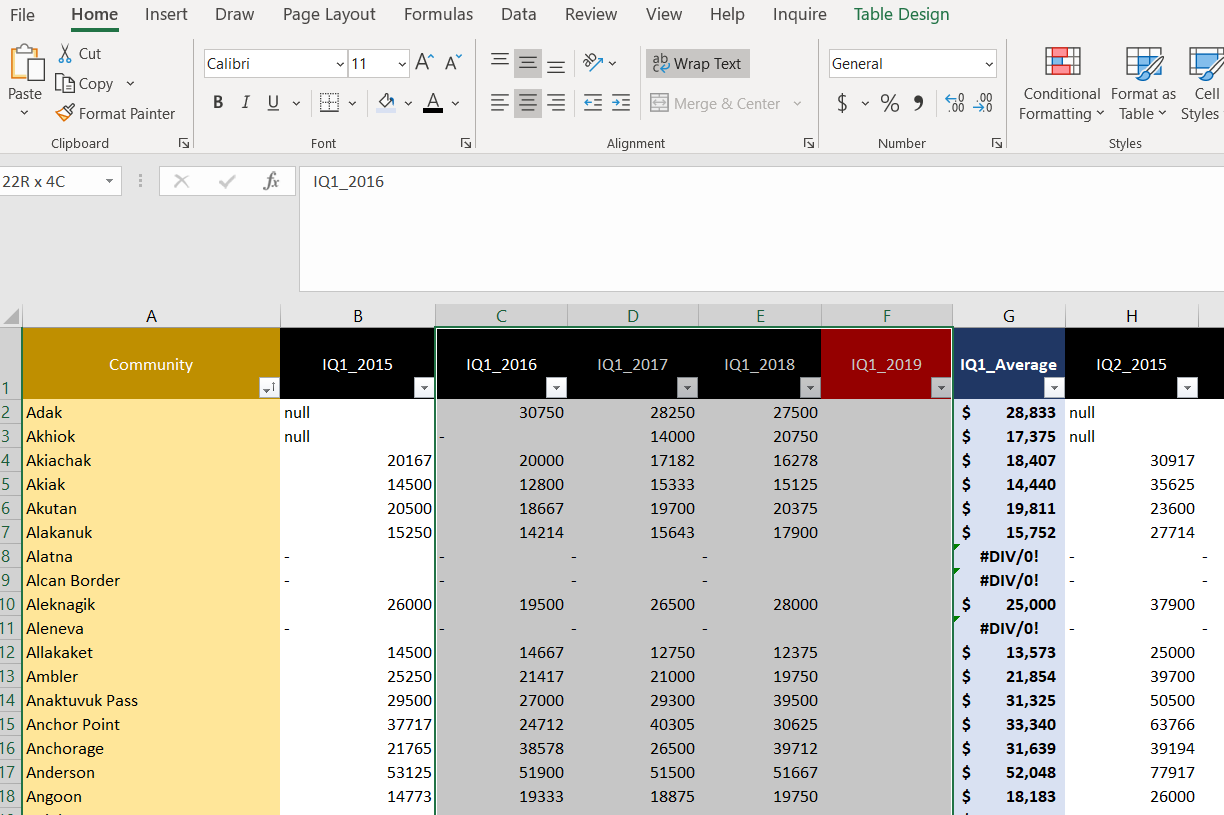 File Home Insert Draw Page Layout Formulas Data Review View Help Inquire Table Design
Paste
Cut
Copy
Format Painter
Clipboard
Calibri 11 A^ A˅
B I U A
Font
ab Wrap Text
Merge & Center
Alignment
General
$ % 9 .00 .00
Number
Conditional Formatting
Format as Table
Cell Styles
Styles
22R x 4C fx IQ1_2016
A B C D E F G H
1 Community IQ1_2015 IQ1_2016 IQ1_2017 IQ1_2018 IQ1_2019 IQ1_Average IQ2_2015
2 Adak null 30750 28250 27500 $ 28,833 null
3 Akhiok null - 14000 20750 $ 17,375 null
4 Akiachak 20167 20000 17182 16278 $ 18,407 30917
5 Akiak 14500 12800 15333 15125 $ 14,440 35625
6 Akutan 20500 18667 19700 20375 $ 19,811 23600
7 Alakanuk 15250 14214 15643 17900 $ 15,752 27714
8 Alatna - - - - #DIV/0! - -
9 Alcan Border - - - - #DIV/0! - -
10 Aleknagik 26000 19500 26500 28000 $ 25,000 37900
11 Aleneva - - - - #DIV/0! - -
12 Allakaket 14500 14667 12750 12375 $ 13,573 25000
13 Ambler 25250 21417 21000 19750 $ 21,854 39700
14 Anaktuvuk Pass 29500 27000 29300 39500 $ 31,325 50500
15 Anchor Point 37717 24712 40305 30625 $ 33,340 63766
16 Anchorage 21765 38578 26500 39712 $ 31,639 39194
17 Anderson 53125 51900 51500 51667 $ 52,048 77917
18 Angoon 14773 19333 18875 19750 $ 18,183 26000